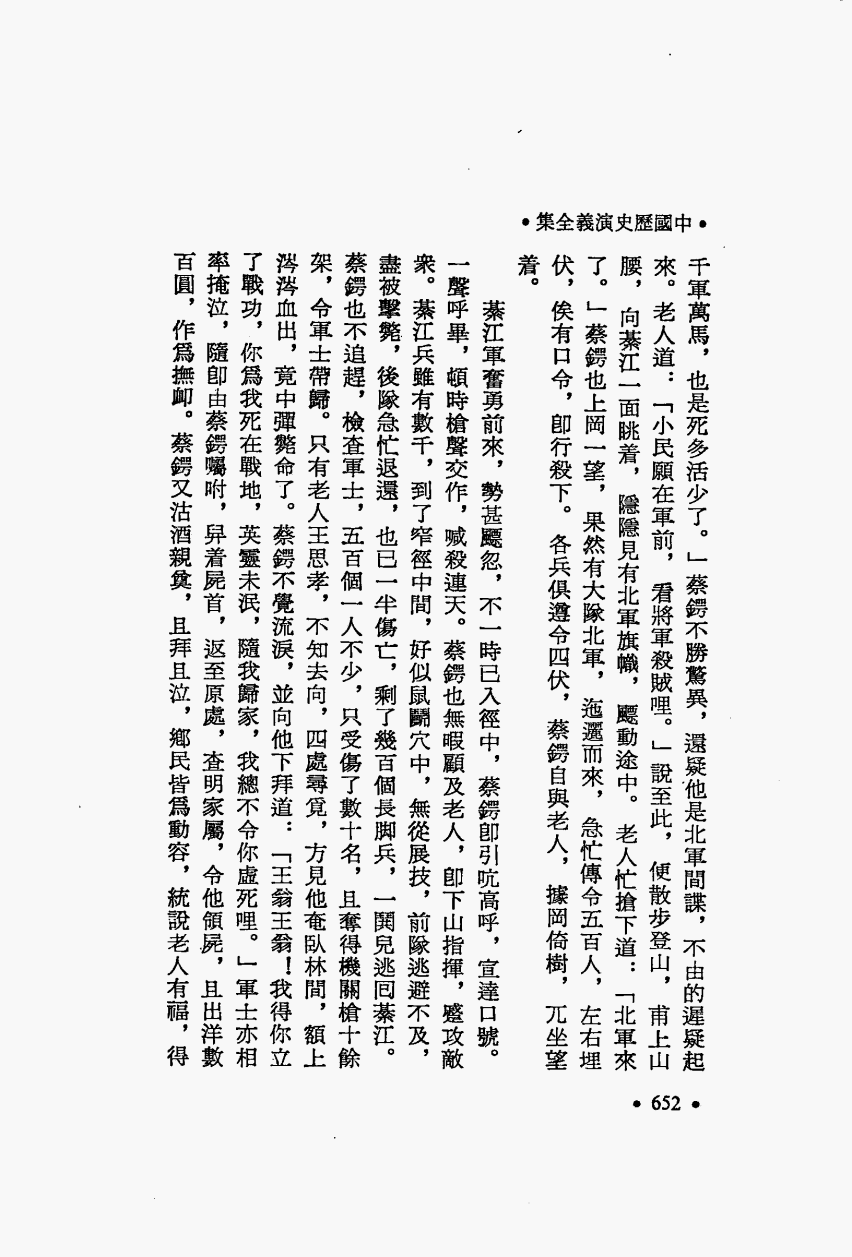 •中國歷史演義全集•
千軍萬馬，也是死多活少了。」蔡鍔不勝驚異，還疑他是北軍間諜，不由的遲疑起
來。老人道：「小民願在軍前，看將軍殺賊哩。」說至此，便散步登山，甫上山
腰，向綦江一面眺着，隱隱見有北軍旗幟，颺動途中。老人忙搶下道：「北軍來
了。」蔡鍔也上岡一望，果然有大隊北軍，迤邐而來，急忙傳令五百人，左右埋
伏，俟有口令，卽行殺下。各兵俱遵令四伏，蔡鍔自與老人，據岡倚樹，兀坐望
着。
綦江軍奮勇前來，勢甚飄忽，不一時已入徑中，蔡鍔卽引吭高呼，宣達口號。
一聲呼畢，頓時槍聲交作，喊殺連天。蔡鍔也無暇顧及老人，卽下山指揮，蹙攻敵
衆。綦江兵雖有數千，到了窄徑中間，好似鼠鬭穴中，無從展技，前隊逃避不及，
盡被擊斃，後隊急忙退還，也已一半傷亡，剩了幾百個長脚兵，一鬨兒逃囘綦江。
蔡鍔也不追趕，檢查軍士，五百個一人不少，只受傷了數十名，且奪得機關槍十餘
架，令軍士帶歸。只有老人王思孝，不知去向，四處尋覓，方見他奄臥林間，額上
涔涔血出，竟中彈斃命了。蔡鍔不覺流淚，並向他下拜道：「王翁王翁！我得你立
了戰功，你爲我死在戰地，英靈未泯，隨我歸家，我總不令你虛死哩。」軍士亦相
率掩泣，隨卽由蔡鍔囑咐，舁着屍首，返至原處，查明家屬，令他領屍，且出洋數
百圓，作爲撫卹。蔡鍔又沽酒親奠，且拜且泣，鄉民皆爲動容，統說老人有福，得
•652•